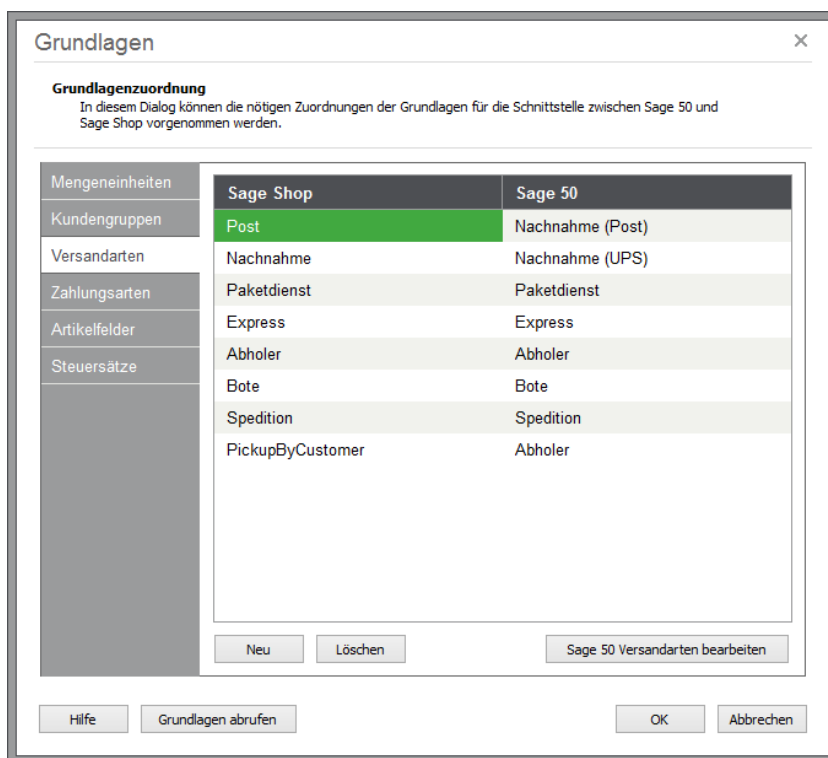 Grundlagen
Grundlagenzuordnung
In diesem Dialog können die nötigen Zuordnungen der Grundlagen für die Schnittstelle zwischen Sage 50 und
Sage Shop vorgenommen werden.
Mengeneinheiten
Kundengruppen
Versandarten
Zahlungsarten
Artikelfelder
Steuersätze
Sage Shop Sage 50
Post Nachnahme (Post)
Nachnahme Nachnahme (UPS)
Paketdienst Paketdienst
Express Express
Abholer Abholer
Bote Bote
Spedition Spedition
PickupByCustomer Abholer
Neu Löschen Sage 50 Versandarten bearbeiten
Hilfe Grundlagen abrufen OK Abbrechen